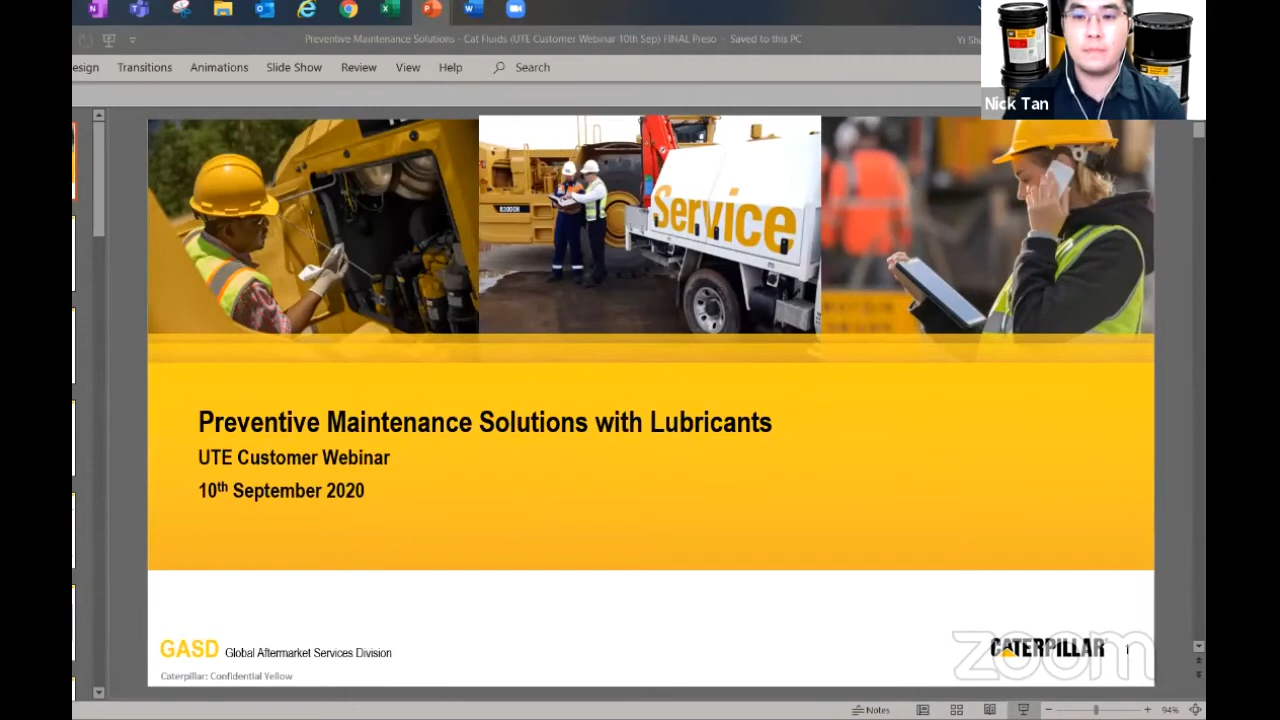 Preventive Maintenance Solutions - Cat Fluids (UTE Customer Webinar 10th Sep) FINAL Preso - Saved to this PC
esign Transitions Animations Slide Show Review View Help Search
Nick Tan
Service
Preventive Maintenance Solutions with Lubricants
UTE Customer Webinar
10th September 2020
GASD Global Aftermarket Services Division
CATERPILLAR
zoom
Caterpillar: Confidential Yellow
Notes
94%